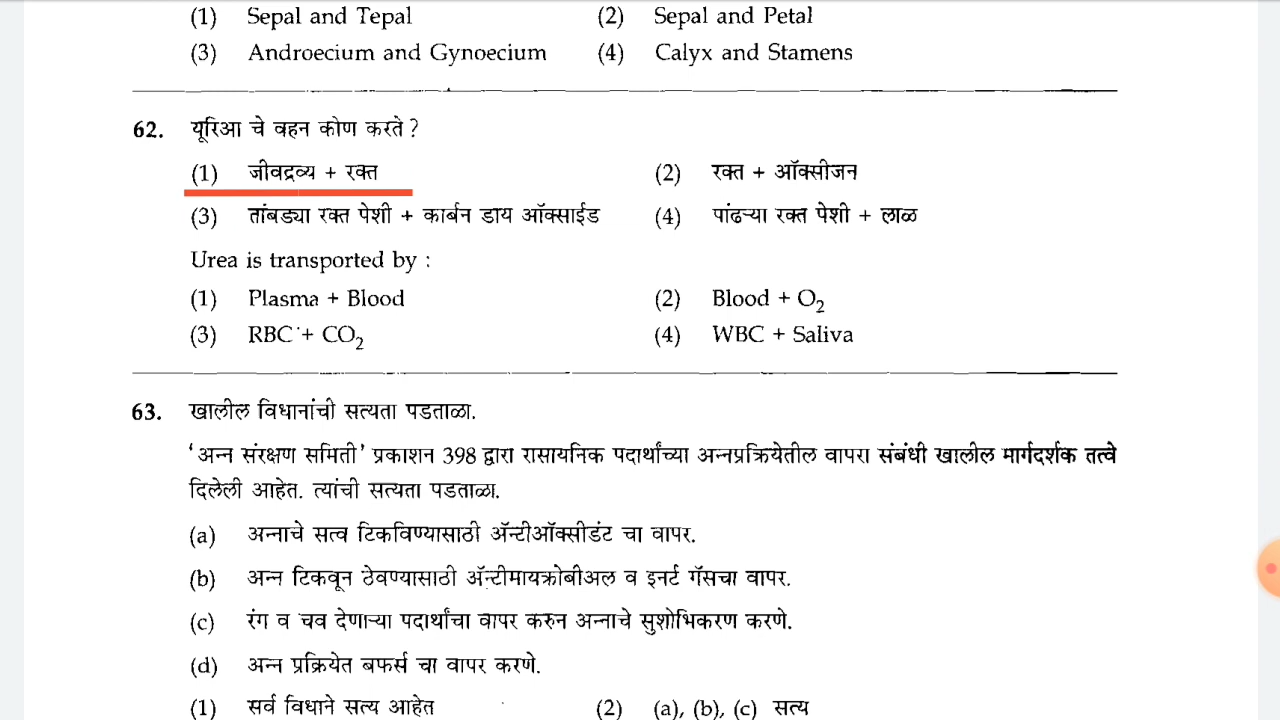 (1) Sepal and Tepal (2) Sepal and Petal
(3) Androecium and Gynoecium (4) Calyx and Stamens
62. यूरिआ चे वहन कोण करते ?
(1) जीवद्रव्य + रक्त (2) रक्त + ऑक्सीजन
(3) तांबड्या रक्त पेशी + कार्बन डाय ऑक्साईड (4) पांढऱ्या रक्त पेशी + लाळ
Urea is transported by :
(1) Plasma + Blood (2) Blood + O₂
(3) RBC + CO₂ (4) WBC + Saliva
63. खालील विधानांची सत्यता पडताळा.
‘अन्न संरक्षण समिती’ प्रकाशन 398 द्वारा रासायनिक पदार्थांच्या अन्नप्रक्रियेतील वापरा संबंधी खालील मार्गदर्शक तत्वे
दिलेली आहेत. त्यांची सत्यता पडताळा.
(a) अन्नाचे सत्व टिकविण्यासाठी ॲन्टीऑक्सीडंट चा वापर.
(b) अन्न टिकवून ठेवण्यासाठी ॲन्टीमायक्रोबीअल व इनर्ट गॅसचा वापर.
(c) रंग व चव देणाऱ्या पदार्थांचा वापर करुन अन्नाचे सुशोभिकरण करणे.
(d) अन्न प्रक्रियेत बफर्स चा वापर करणे.
(1) सर्व विधाने सत्य आहेत (2) (a), (b), (c) सत्य